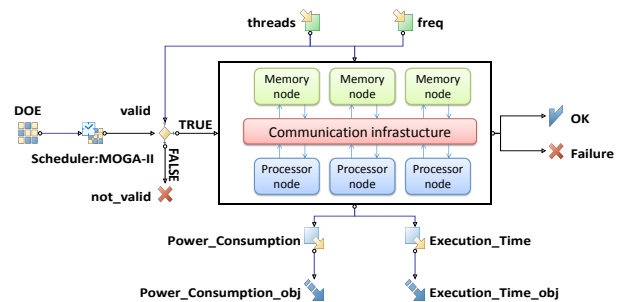 threads
freq
Memory
node
Memory
node
Memory
node
DOE
valid
TRUE
Communication infrastucture
OK
Scheduler:MOGA-II
FALSE
Failure
Processor
node
Processor
node
Processor
node
not_valid
Power_Consumption
Execution_Time
Power_Consumption_obj
Execution_Time_obj